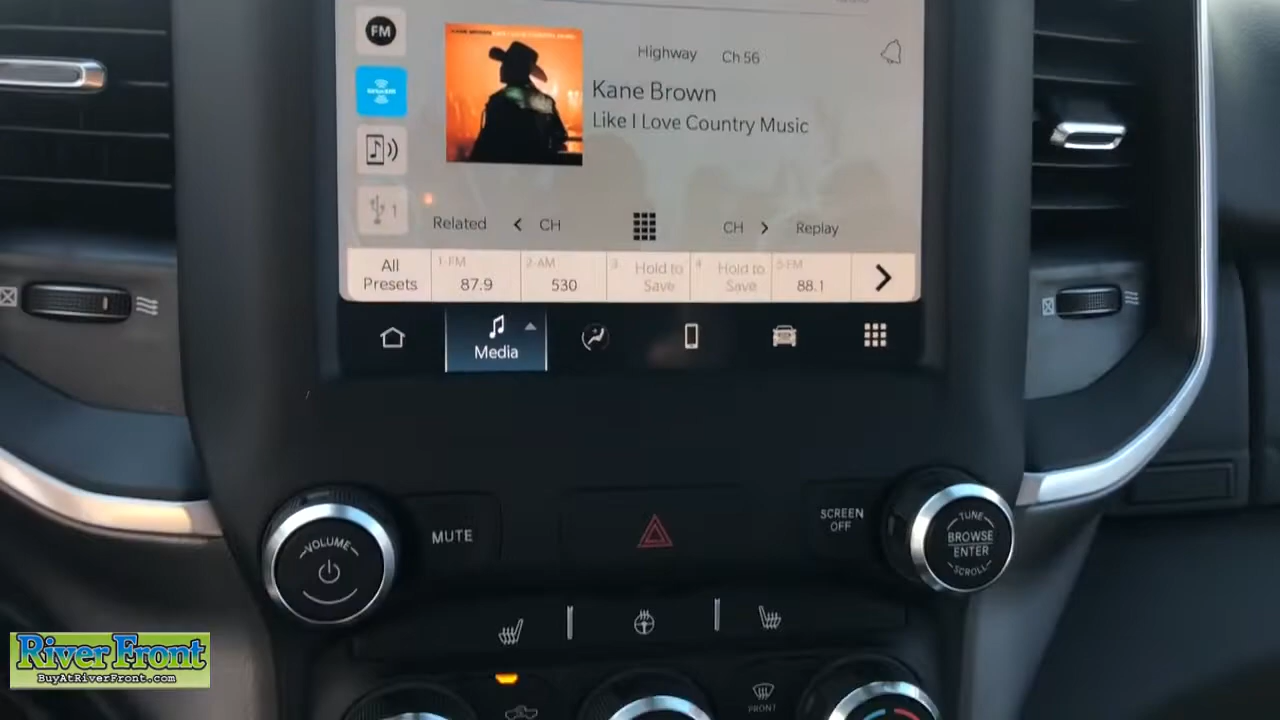 FM
Highway Ch 56
Kane Brown
siriusxm
Like I Love Country Music
1
Related CH CH Replay
All Presets
1-FM
87.9
2-AM
530
3
Hold to Save
4
Hold to Save
5-FM
88.1
Media
VOLUME
MUTE
SCREEN OFF
TUNE
BROWSE
ENTER
SCROLL
FRONT
River Front
BuyAtRiverFront.com